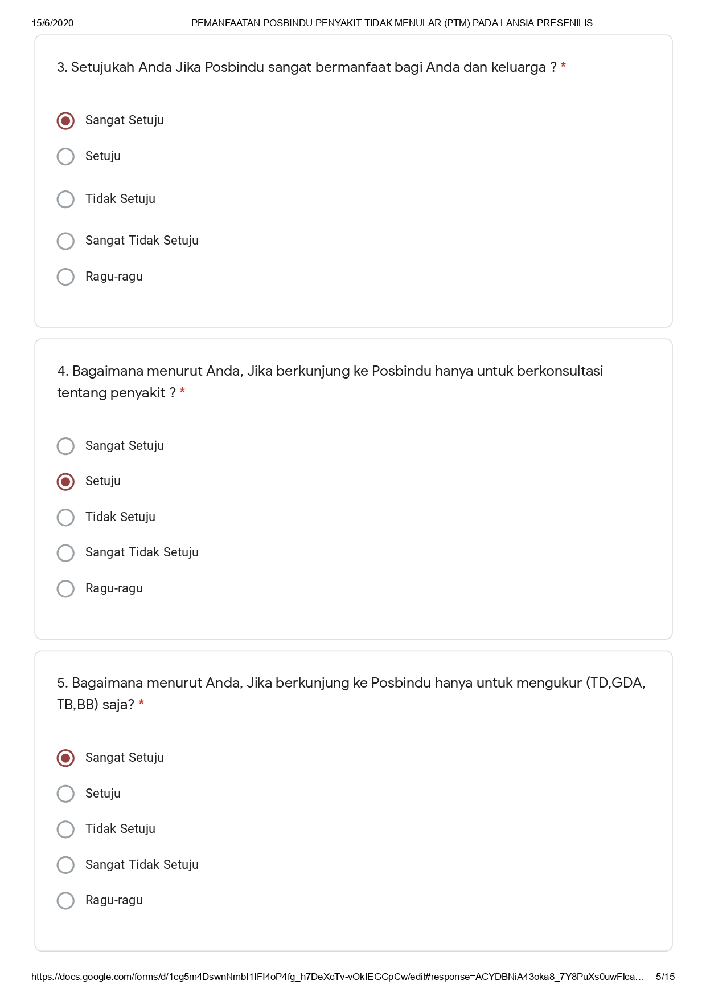 15/6/2020 PEMANFAATAN POSBINDU PENYAKIT TIDAK MENULAR (PTM) PADA LANSIA PRESENILIS
3. Setujukah Anda Jika Posbindu sangat bermanfaat bagi Anda dan keluarga ? *
Sangat Setuju
Setuju
Tidak Setuju
Sangat Tidak Setuju
Ragu-ragu
4. Bagaimana menurut Anda, Jika berkunjung ke Posbindu hanya untuk berkonsultasi
tentang penyakit ? *
Sangat Setuju
Setuju
Tidak Setuju
Sangat Tidak Setuju
Ragu-ragu
5. Bagaimana menurut Anda, Jika berkunjung ke Posbindu hanya untuk mengukur (TD,GDA,
TB,BB) saja? *
Sangat Setuju
Setuju
Tidak Setuju
Sangat Tidak Setuju
Ragu-ragu
https://docs.google.com/forms/d/1cg5m4DswnNmbI1IFI4oP4fg_h7DeXcTv-vOkIEGGpCw/edit#response=ACYDBNiA43oka8_7Y8PuXs0uwFIca… 5/15